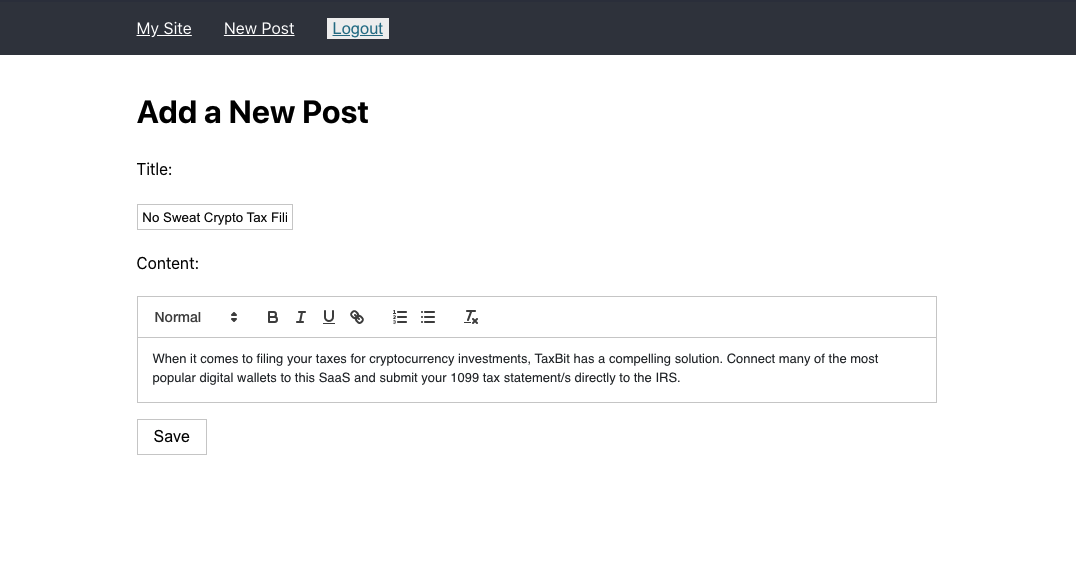 My Site New Post Logout
Add a New Post
Title:
No Sweat Crypto Tax Fili
Content:
Normal B I U
When it comes to filing your taxes for cryptocurrency investments, TaxBit has a compelling solution. Connect many of the most
popular digital wallets to this SaaS and submit your 1099 tax statement/s directly to the IRS.
Save